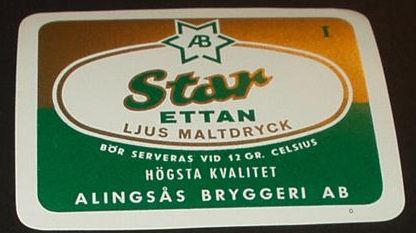 AB
I
Star
ETTAN
LJUS MALTDRYCK
BÖR SERVERAS VID 12 GR. CELSIUS
HÖGSTA KVALITET
ALINGSÅS BRYGGERI AB